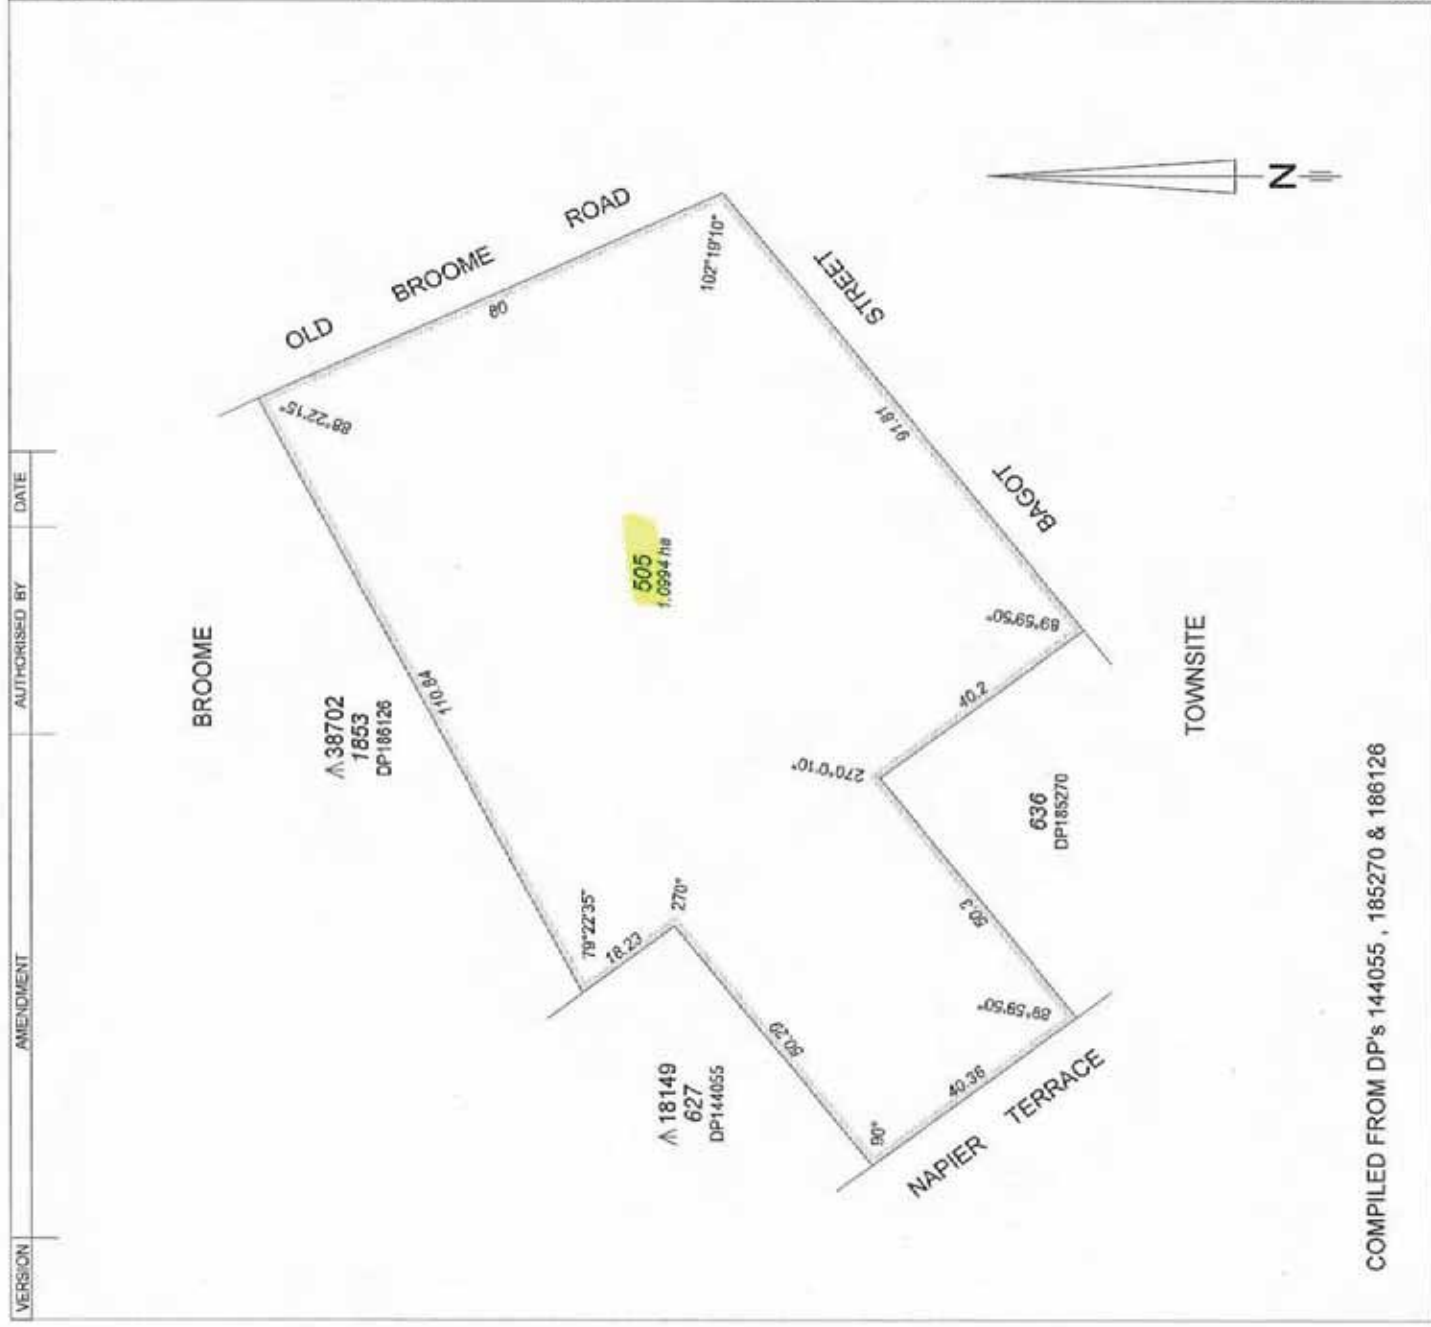 VERSION
AMENDMENT
AUTHORISED BY
DATE
BROOME
⩚38702
1853
DP186126
OLD BROOME ROAD
80
88°22'15"
102°19'10"
110.84
505
1.0994 ha
BAGOT STREET
91.81
89°59'50"
40.2
270°0'10"
79°22'35"
18.23
270°
⩚18149
627
DP144055
50.29
50.3
636
DP185270
TOWNSITE
89°59'50"
90°
40.36
NAPIER TERRACE
N
COMPILED FROM DP's 144055 , 185270 & 186126